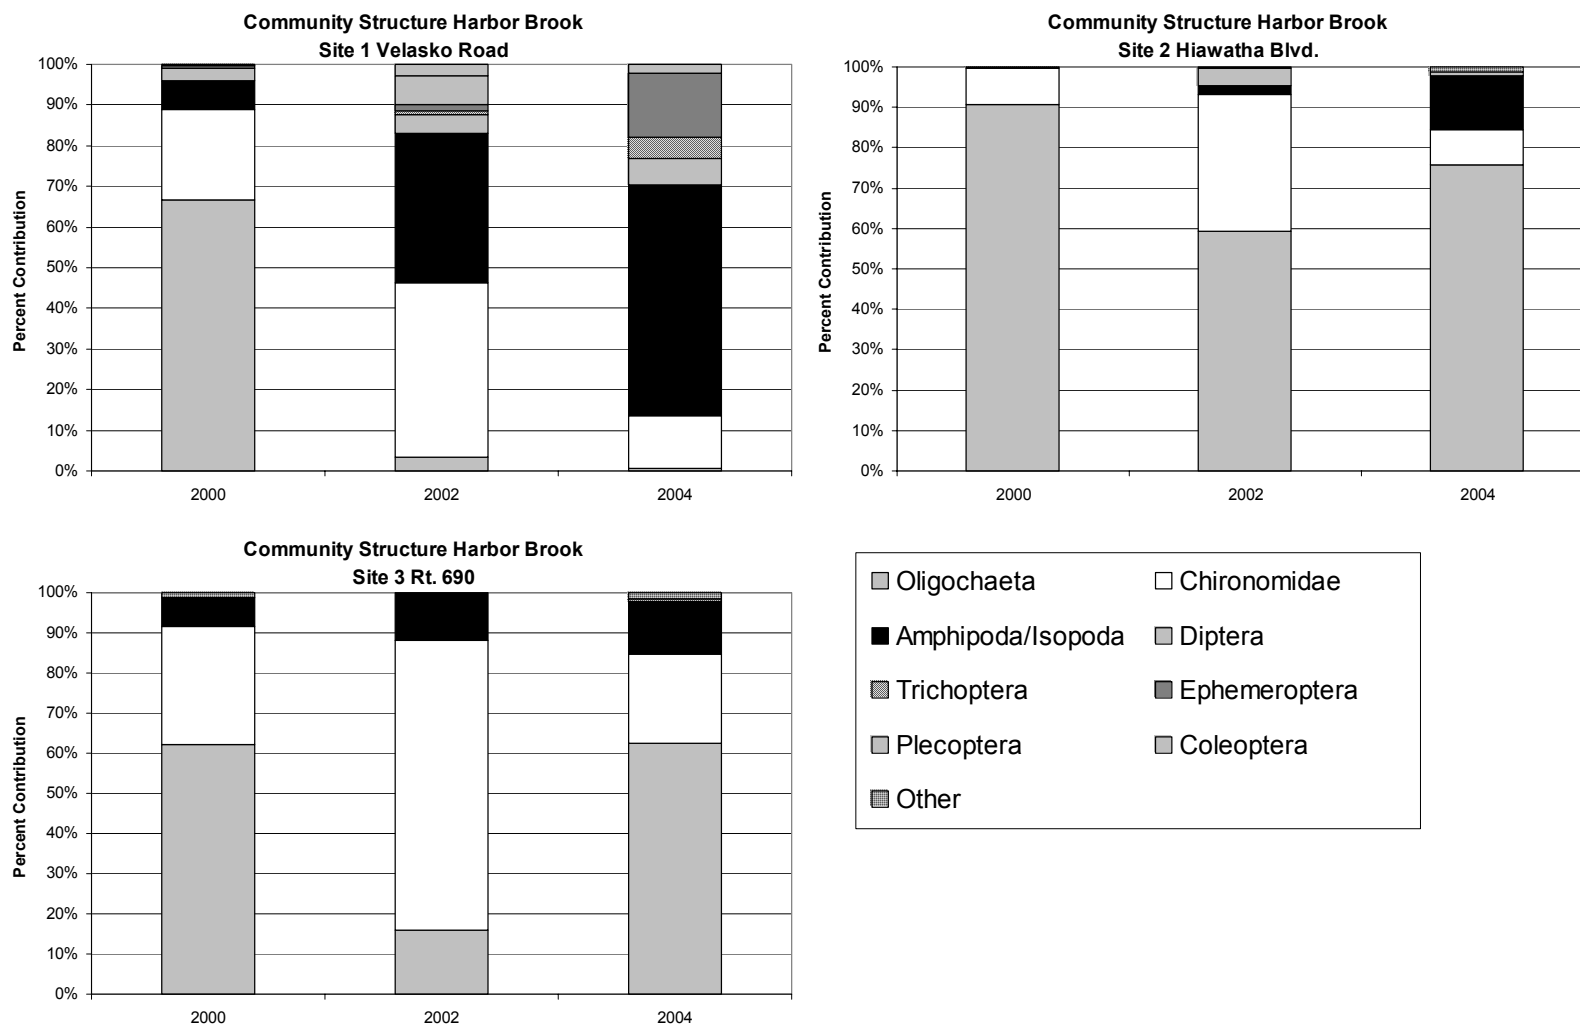 Community Structure Harbor Brook
Site 1 Velasko Road
Percent Contribution
100%
90%
80%
70%
60%
50%
40%
30%
20%
10%
0%
2000 2002 2004
Community Structure Harbor Brook
Site 2 Hiawatha Blvd.
Percent Contribution
100%
90%
80%
70%
60%
50%
40%
30%
20%
10%
0%
2000 2002 2004
Community Structure Harbor Brook
Site 3 Rt. 690
Percent Contribution
100%
90%
80%
70%
60%
50%
40%
30%
20%
10%
0%
2000 2002 2004
Oligochaeta Chironomidae
Amphipoda/Isopoda Diptera
Trichoptera Ephemeroptera
Plecoptera Coleoptera
Other